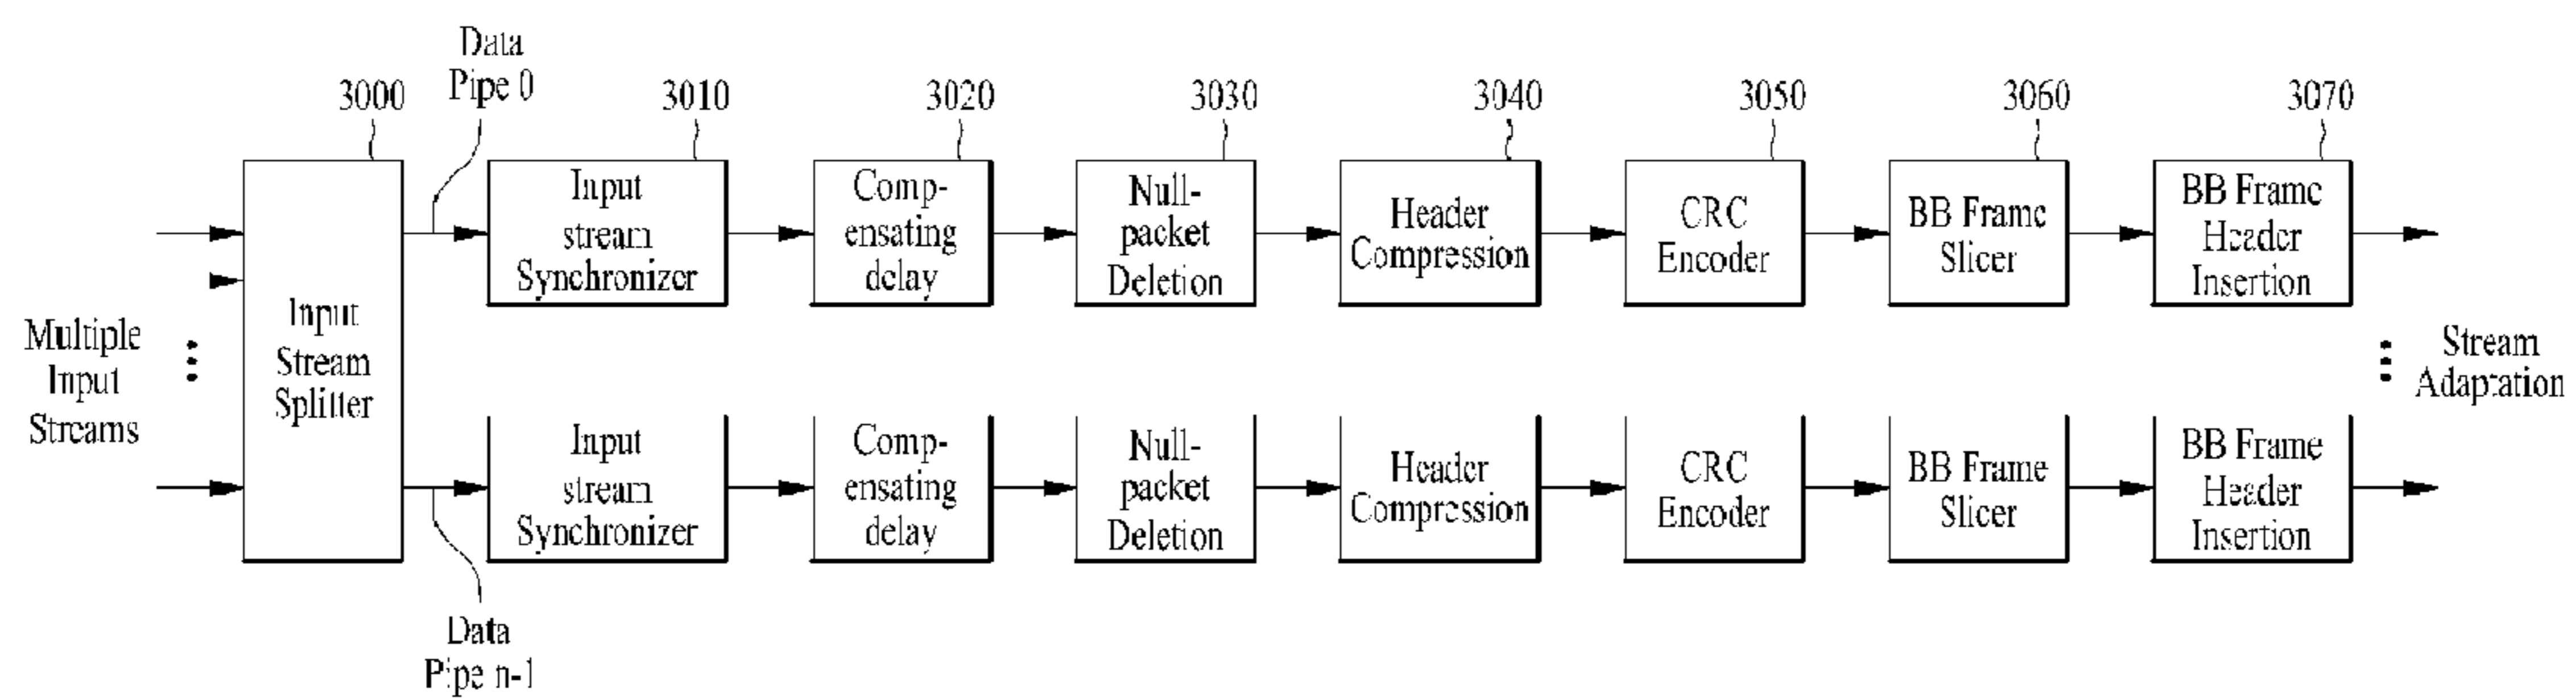 Data
Pipe 0
3000
3010
3020
3030
3040
3050
3060
3070
Multiple
Input
Streams
Input
Stream
Splitter
Input
stream
Synchronizer
Comp-
ensating
delay
Null-
packet
Deletion
Header
Compression
CRC
Encoder
BB Frame
Slicer
BB Frame
Header
Insertion
Stream
Adaptation
Input
stream
Synchronizer
Comp-
ensating
delay
Null-
packet
Deletion
Header
Compression
CRC
Encoder
BB Frame
Slicer
BB Frame
Header
Insertion
Data
Pipe n-1